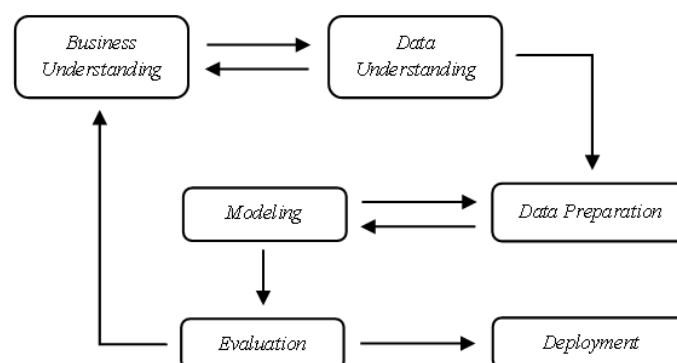 Business
Understanding
Data
Understanding
Modeling
Data Preparation
Evaluation
Deployment